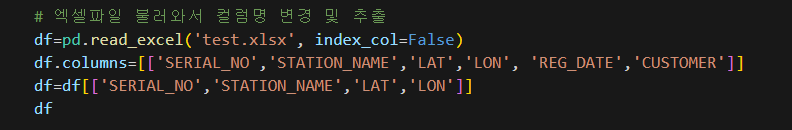 # 엑셀파일 불러와서 컬럼명 변경 및 추출
df=pd.read_excel('test.xlsx', index_col=False)
df.columns=[['SERIAL_NO','STATION_NAME','LAT','LON', 'REG_DATE','CUSTOMER']]
df=df[['SERIAL_NO','STATION_NAME','LAT','LON']]
df